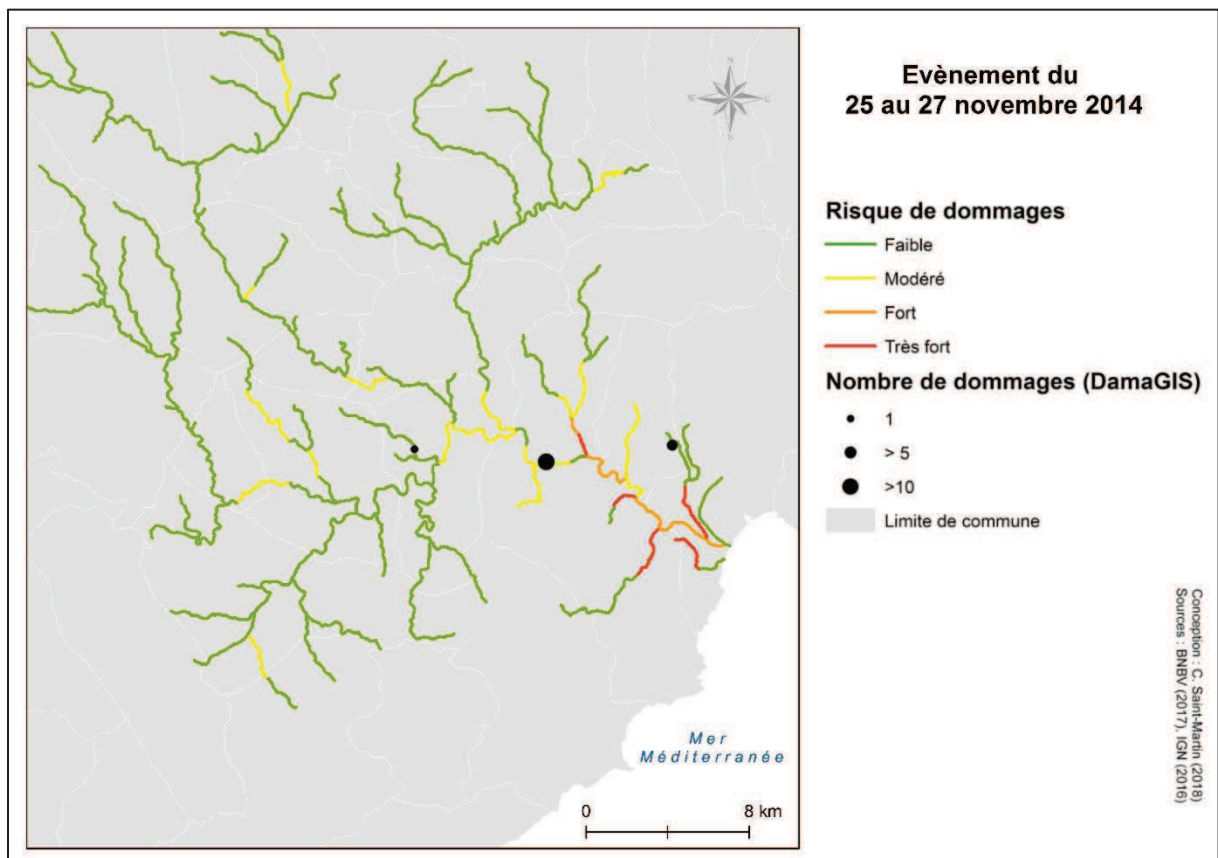 Evènement du
25 au 27 novembre 2014
N
W
E
S
Risque de dommages
Faible
Modéré
Fort
Très fort
Nombre de dommages (DamaGIS)
1
> 5
>10
Limite de commune
Mer
Méditerranée
0
8 km
Conception : C. Saint-Martin (2018)
Sources : BNBV (2017), IGN (2016)